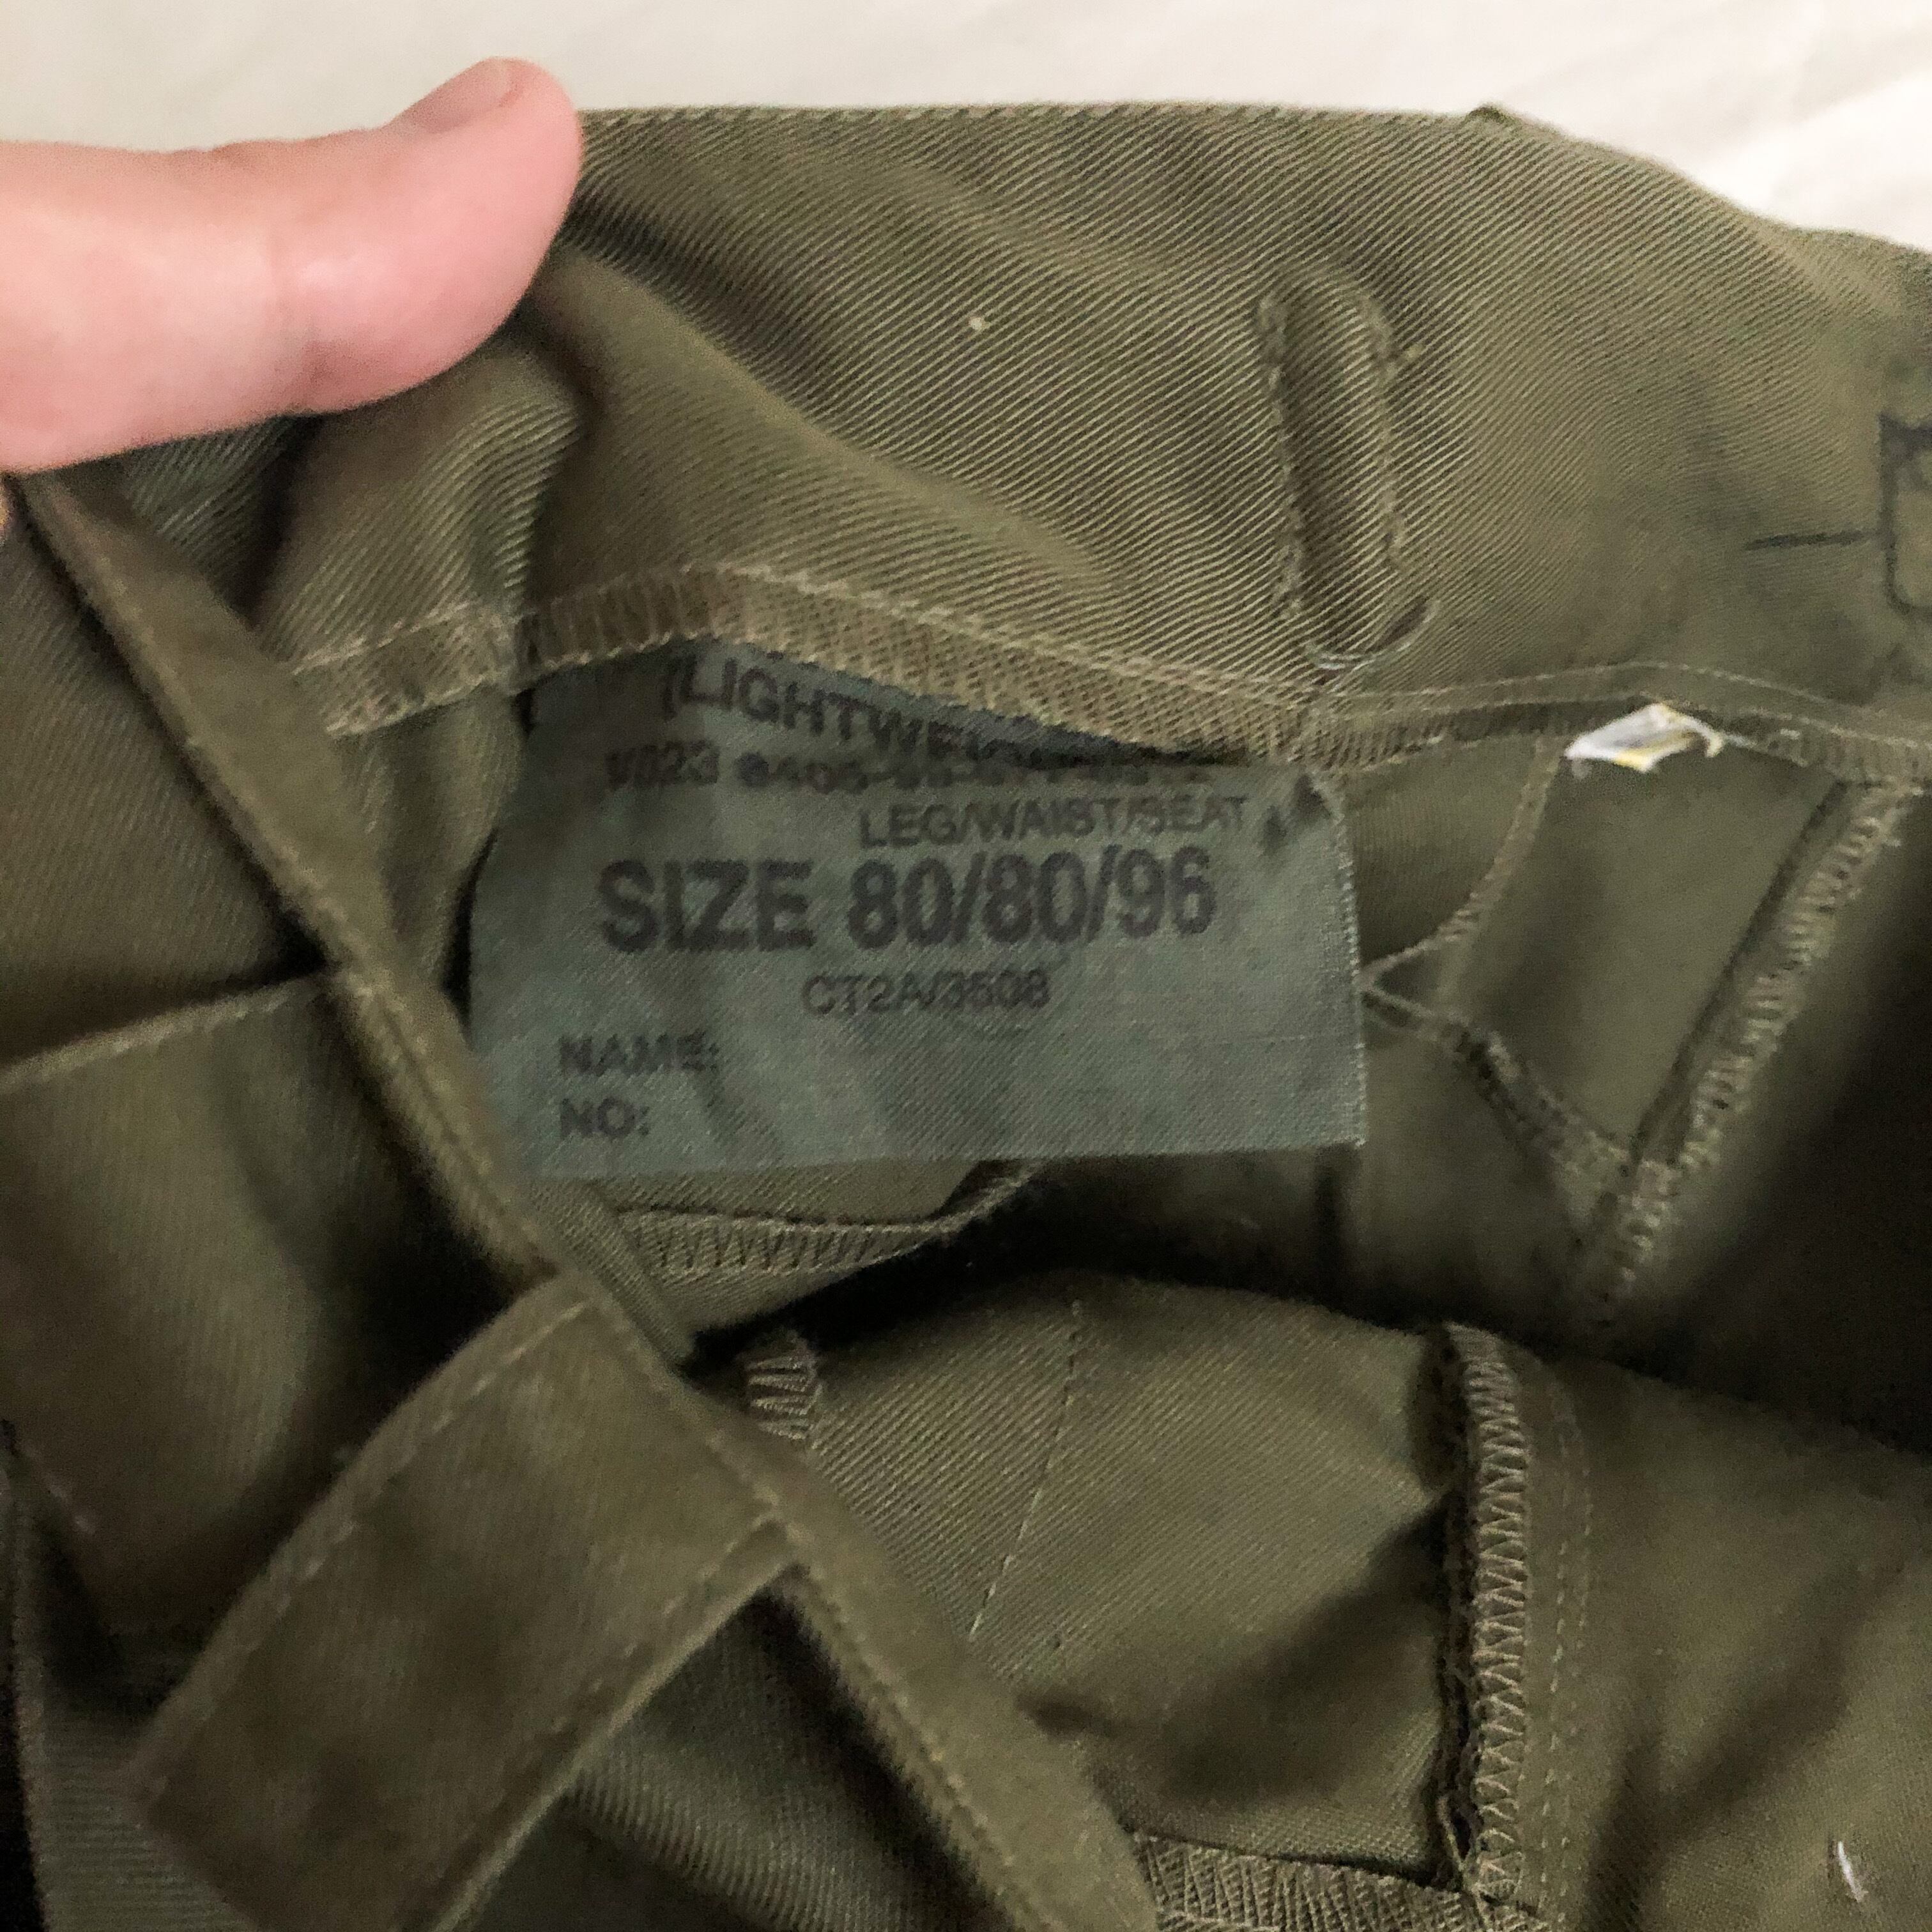 (LIGHTWEIGHT
LEG/WAIST/SEAT
SIZE 80/80/96
CT2A/3508
NAME:
NO: